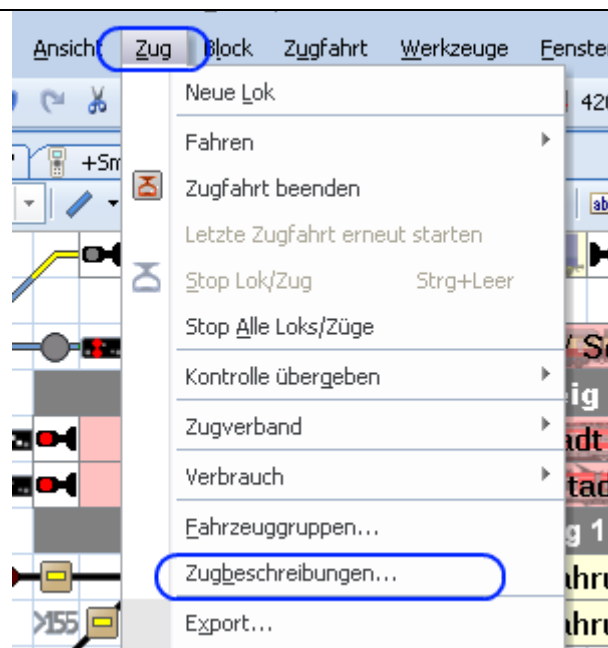 Ansicht Zug Block Zugfahrt Werkzeuge Fenster
Neue Lok
Fahren
Zugfahrt beenden
Letzte Zugfahrt erneut starten
Stop Lok/Zug Strg+Leer
Stop Alle Loks/Züge
Kontrolle übergeben
Zugverband
Verbrauch
Fahrzeuggruppen...
Zugbeschreibungen...
155
Export...